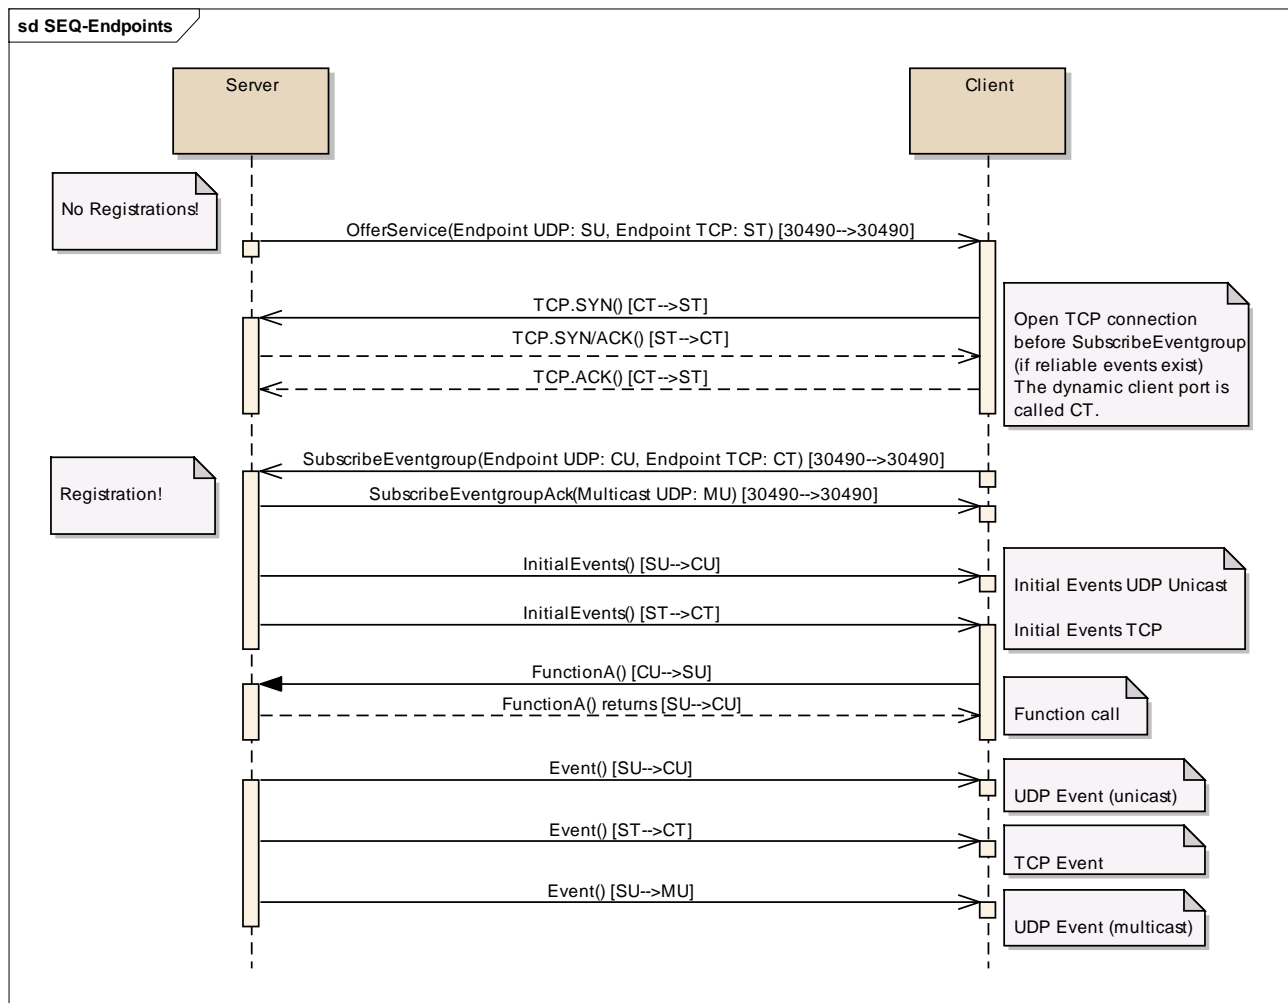 sd SEQ-Endpoints
Server
Client
No Registrations!
OfferService(Endpoint UDP: SU, Endpoint TCP: ST) [30490-->30490]
TCP.SYN() [CT-->ST]
TCP.SYN/ACK() [ST-->CT]
TCP.ACK() [CT-->ST]
Open TCP connection
before SubscribeEventgroup
(if reliable events exist)
The dynamic client port is
called CT.
SubscribeEventgroup(Endpoint UDP: CU, Endpoint TCP: CT) [30490-->30490]
Registration!
SubscribeEventgroupAck(Multicast UDP: MU) [30490-->30490]
InitialEvents() [SU-->CU]
Initial Events UDP Unicast
InitialEvents() [ST-->CT]
Initial Events TCP
FunctionA() [CU-->SU]
FunctionA() returns [SU-->CU]
Function call
Event() [SU-->CU]
UDP Event (unicast)
Event() [ST-->CT]
TCP Event
Event() [SU-->MU]
UDP Event (multicast)